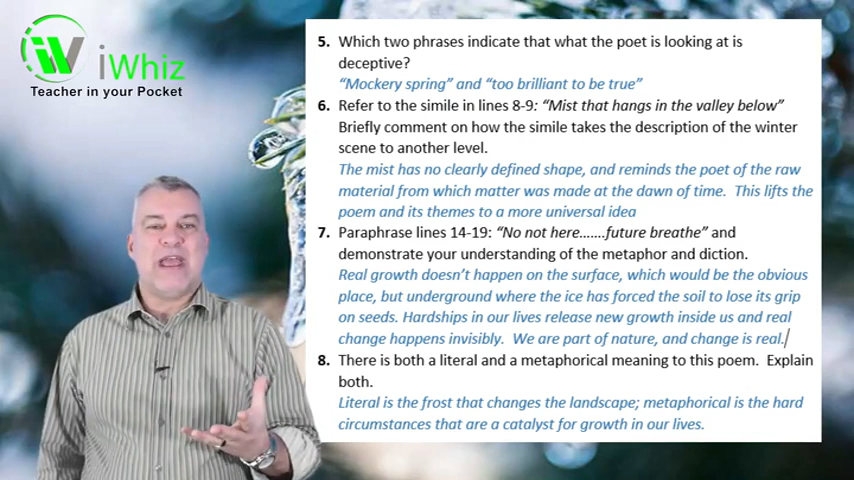 iWhiz
Teacher in your Pocket
5. Which two phrases indicate that what the poet is looking at is
deceptive?
“Mockery spring” and “too brilliant to be true”
6. Refer to the simile in lines 8-9: “Mist that hangs in the valley below”
Briefly comment on how the simile takes the description of the winter
scene to another level.
The mist has no clearly defined shape, and reminds the poet of the raw
material from which matter was made at the dawn of time.  This lifts the
poem and its themes to a more universal idea
7. Paraphrase lines 14-19: “No not here…….future breathe” and
demonstrate your understanding of the metaphor and diction.
Real growth doesn’t happen on the surface, which would be the obvious
place, but underground where the ice has forced the soil to lose its grip
on seeds. Hardships in our lives release new growth inside us and real
change happens invisibly.  We are part of nature, and change is real.
8. There is both a literal and a metaphorical meaning to this poem.  Explain
both.
Literal is the frost that changes the landscape; metaphorical is the hard
circumstances that are a catalyst for growth in our lives.